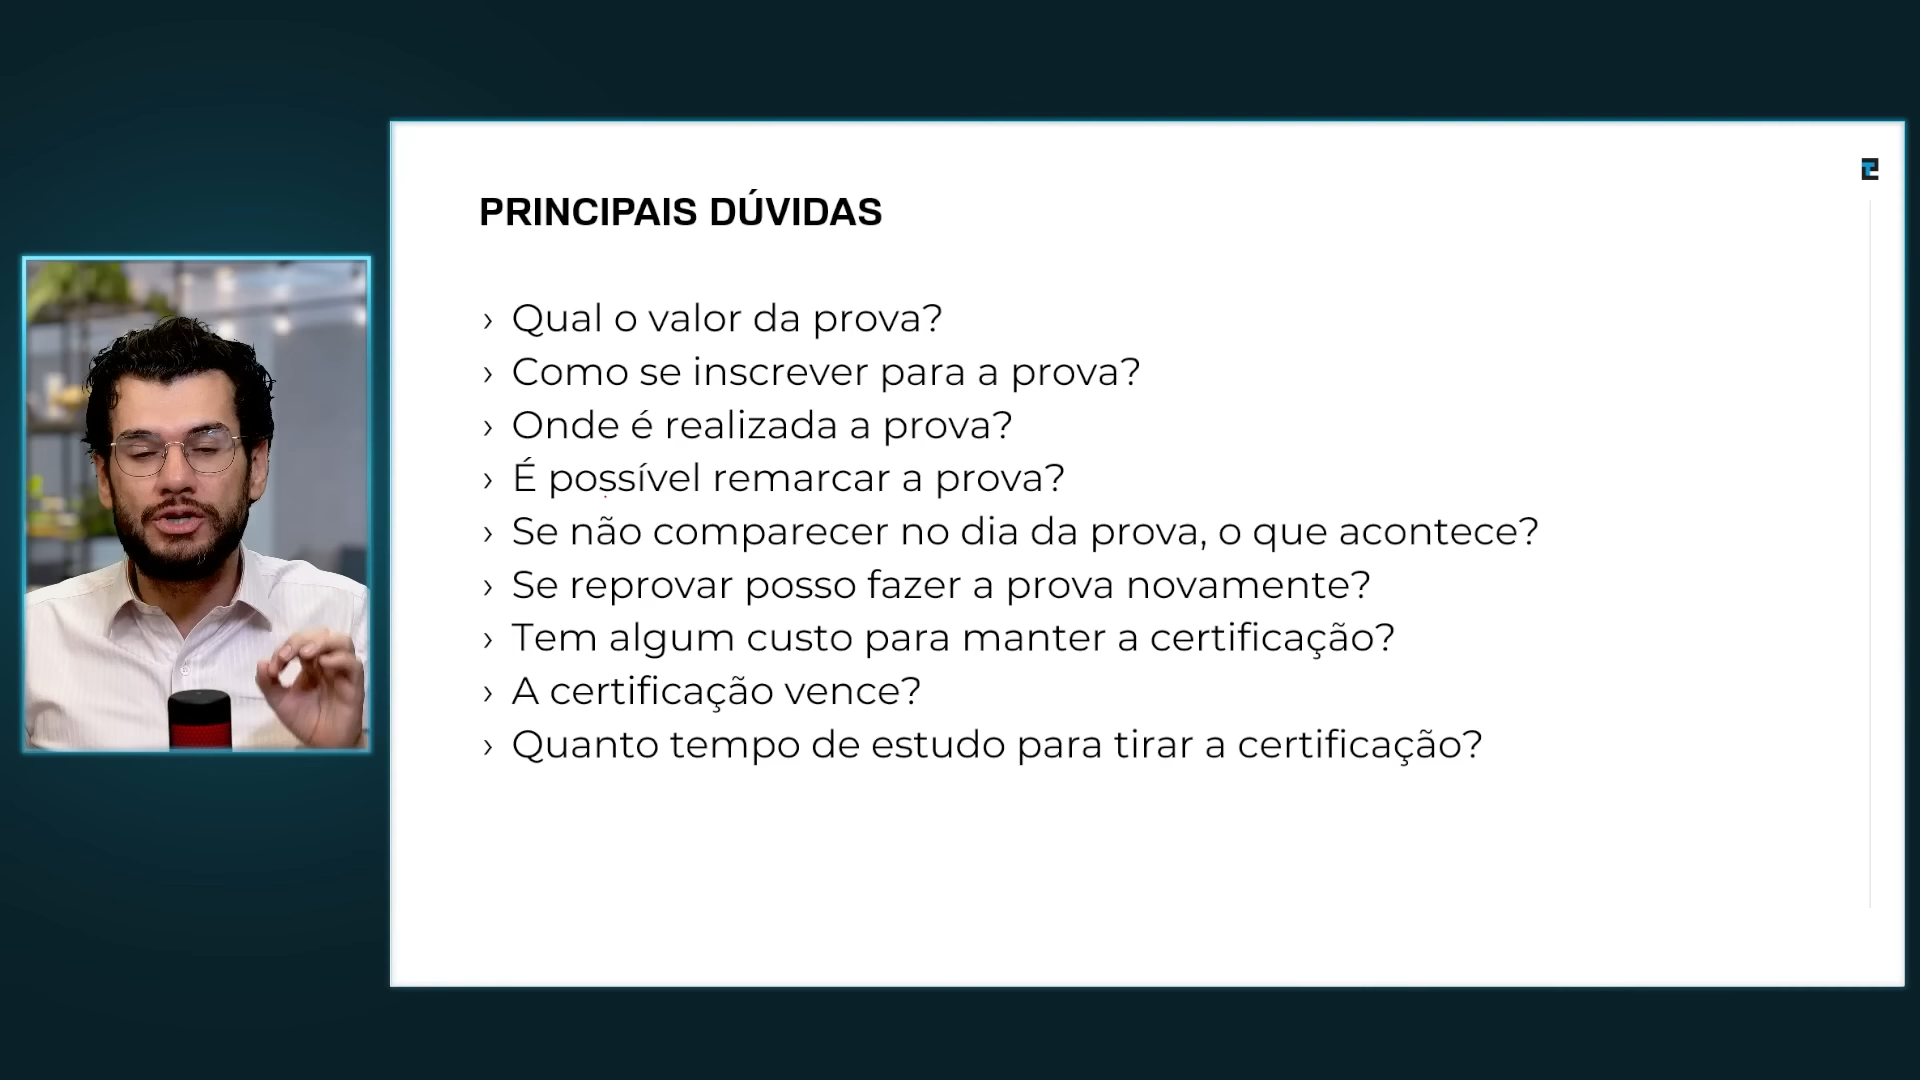 PRINCIPAIS DÚVIDAS
› Qual o valor da prova?
› Como se inscrever para a prova?
› Onde é realizada a prova?
› É possível remarcar a prova?
› Se não comparecer no dia da prova, o que acontece?
› Se reprovar posso fazer a prova novamente?
› Tem algum custo para manter a certificação?
› A certificação vence?
› Quanto tempo de estudo para tirar a certificação?